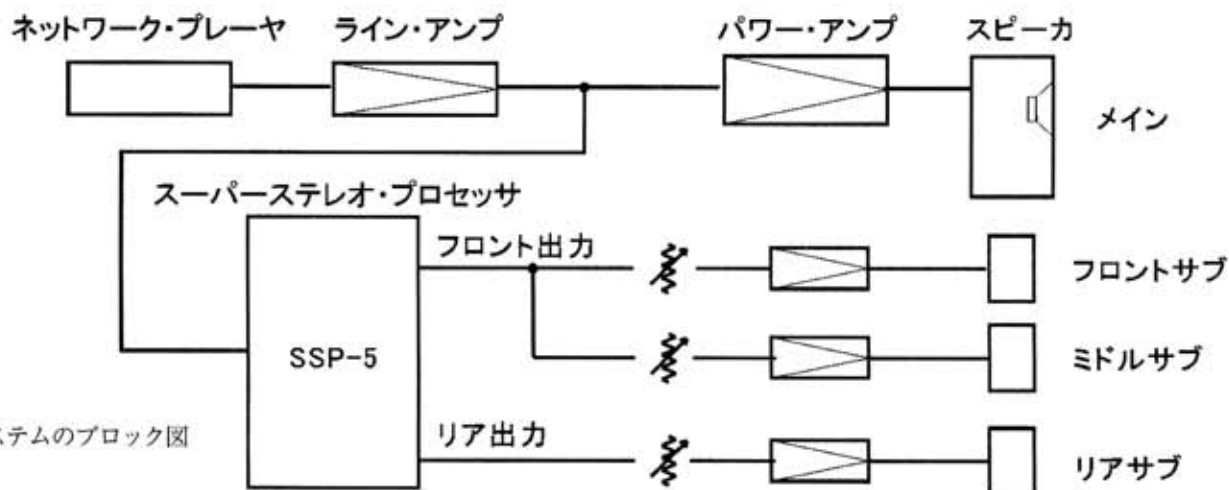 ネットワーク・プレーヤ
ライン・アンプ
パワー・アンプ
スピーカ
メイン
スーパーステレオ・プロセッサ
フロント出力
フロントサブ
SSP-5
ミドルサブ
ステムのブロック図
リア出力
リアサブ